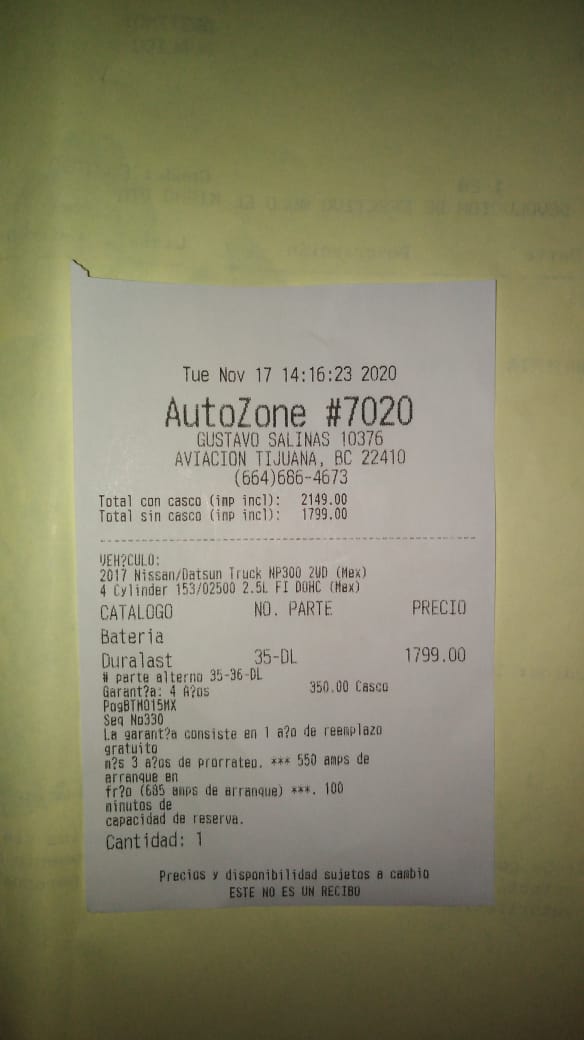 Tue Nov 17 14:16:23 2020
AutoZone #7020
GUSTAVO SALINAS 10376
AVIACION TIJUANA, BC 22410
(664)686-4673
Total con casco (imp incl): 2149.00
Total sin casco (imp incl): 1799.00
VEH?CULO:
2017 Nissan/Datsun Truck NP300 2WD (Mex)
4 Cylinder 153/02500 2.5L FI DOHC (Mex)
CATALOGO NO. PARTE PRECIO
Bateria
Duralast 35-DL 1799.00
# parte alterno 35-36-DL
Garant?a: 4 A?os 350.00 Casco
PogBTM015MX
Seq No330
La garant?a consiste en 1 a?o de reemplazo
gratuito
m?s 3 a?os de prorrateo. *** 550 amps de
arranque en
fr?o (685 amps de arranque) ***. 100
minutos de
capacidad de reserva.
Cantidad: 1
Precios y disponibilidad sujetos a cambio
ESTE NO ES UN RECIBO